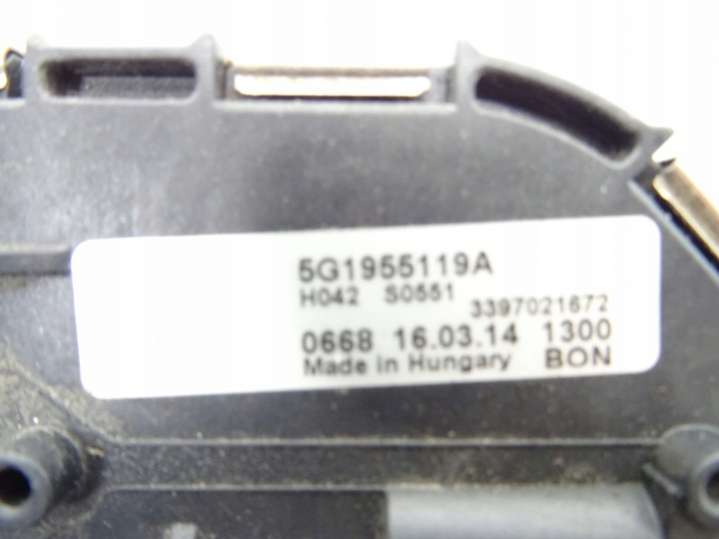 5G1955119A
H042 S0551
3397021672
0668 16.03.14 1300
Made in Hungary BON